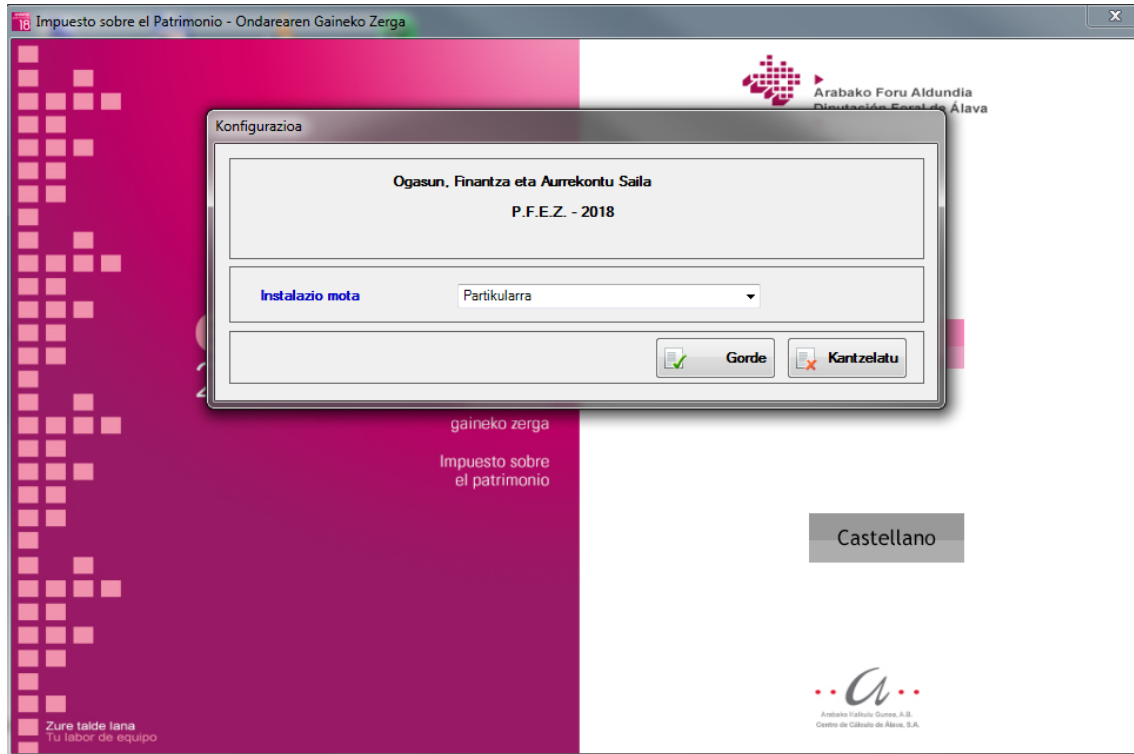 18 Impuesto sobre el Patrimonio - Ondarearen Gaineko Zerga
Arabako Foru Aldundia
Diputación Foral de Álava
Konfigurazioa
Ogasun, Finantza eta Aurrekontu Saila
P.F.E.Z. - 2018
Instalazio mota
Partikularra
Gorde
Kantzelatu
gaineko zerga
Impuesto sobre
el patrimonio
Castellano
Arabako Kalkulu Gunea, A.B.
Centro de Cálculo de Álava, S.A.
Zure talde lana
Tu labor de equipo